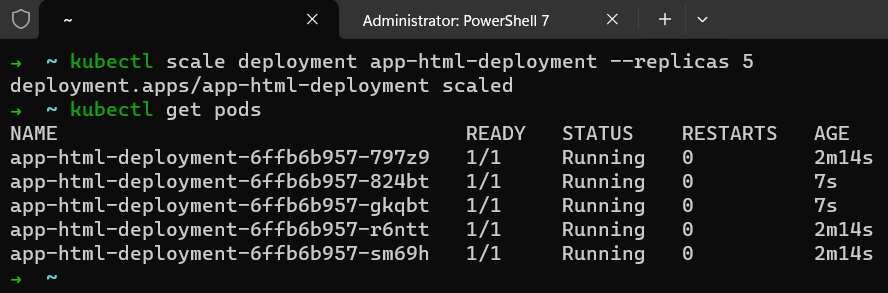 ~ Administrator: PowerShell 7
→ ~ kubectl scale deployment app-html-deployment --replicas 5
deployment.apps/app-html-deployment scaled
→ ~ kubectl get pods
NAME READY STATUS RESTARTS AGE
app-html-deployment-6ffb6b957-797z9 1/1 Running 0 2m14s
app-html-deployment-6ffb6b957-824bt 1/1 Running 0 7s
app-html-deployment-6ffb6b957-gkqbt 1/1 Running 0 7s
app-html-deployment-6ffb6b957-r6ntt 1/1 Running 0 2m14s
app-html-deployment-6ffb6b957-sm69h 1/1 Running 0 2m14s
→ ~